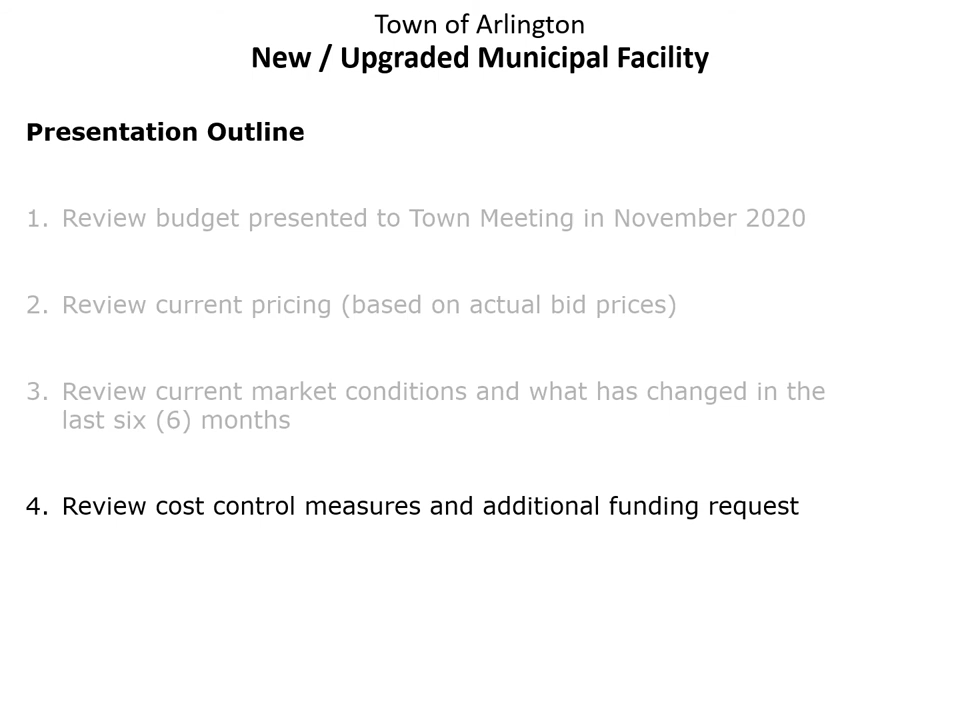 Town of Arlington
New / Upgraded Municipal Facility
Presentation Outline
1. Review budget presented to Town Meeting in November 2020
2. Review current pricing (based on actual bid prices)
3. Review current market conditions and what has changed in the
last six (6) months
4. Review cost control measures and additional funding request